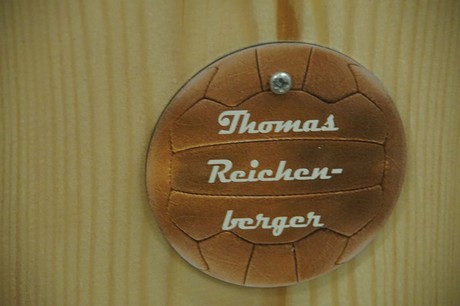 Thomas
Reichen-
berger